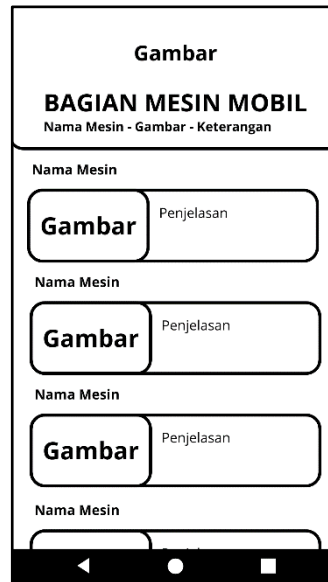 Gambar
BAGIAN MESIN MOBIL
Nama Mesin - Gambar - Keterangan
Nama Mesin
Gambar
Penjelasan
Nama Mesin
Gambar
Penjelasan
Nama Mesin
Gambar
Penjelasan
Nama Mesin